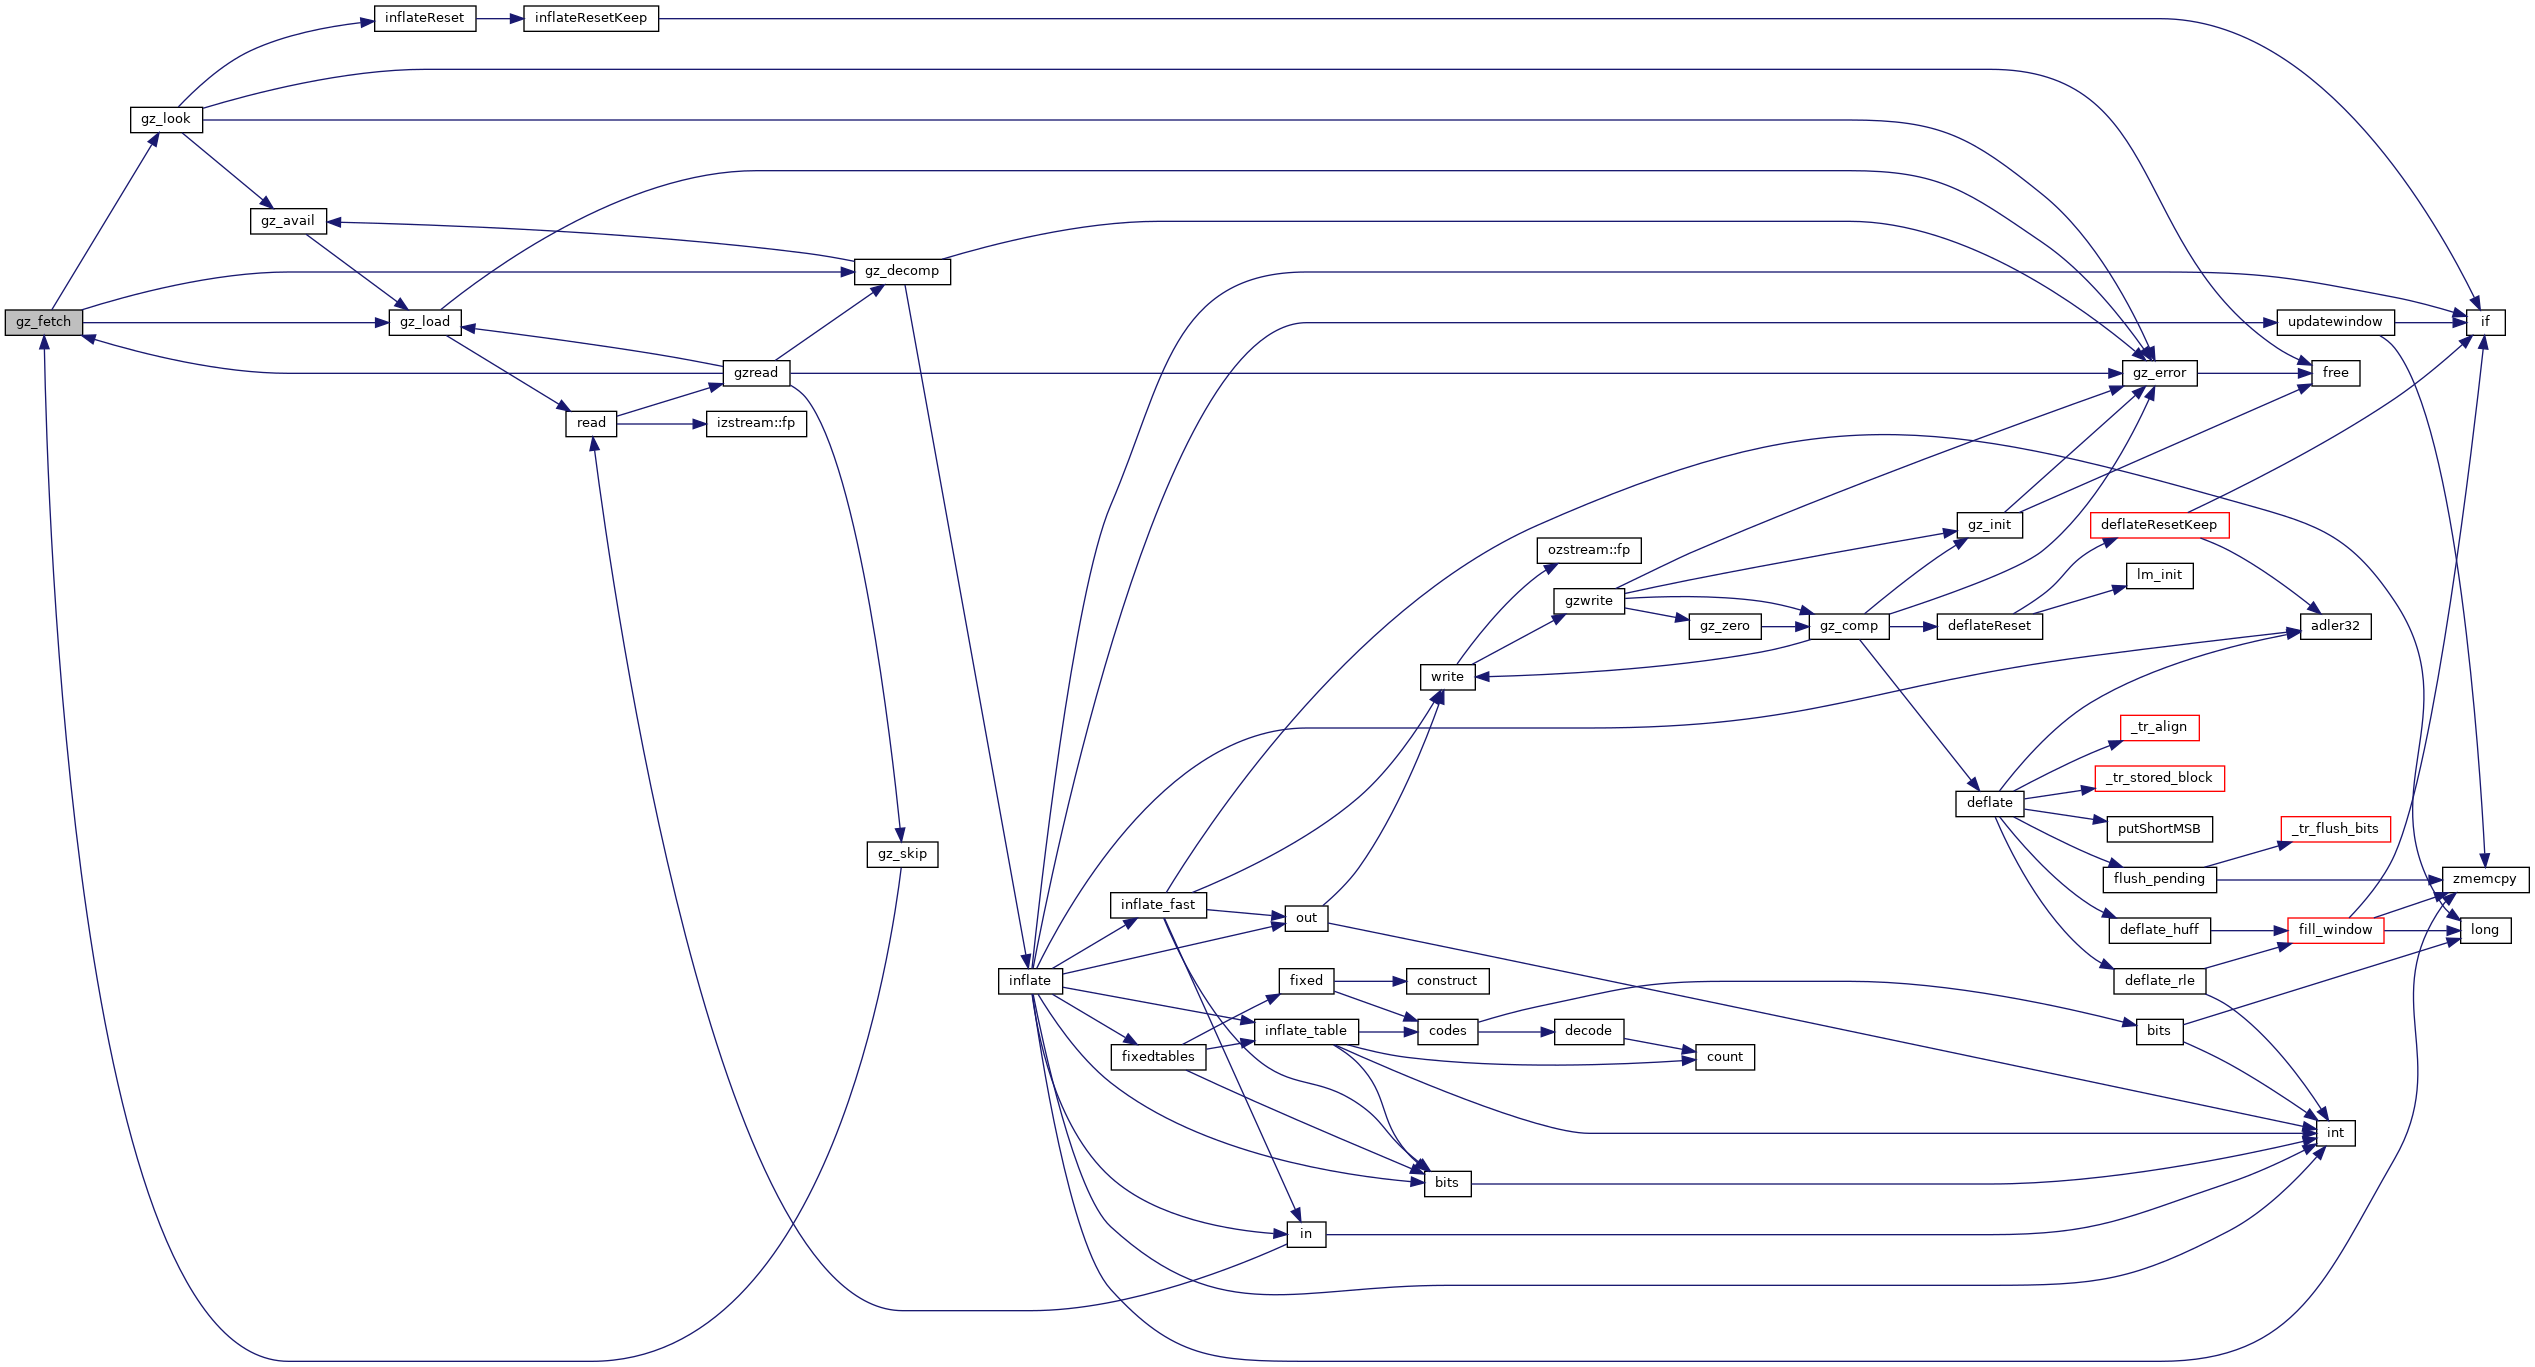 inflateReset
inflateResetKeep
gz_look
gz_avail
gz_decomp
gz_fetch
gz_load
updatewindow
if
gzread
gz_error
free
read
izstream::fp
gz_init
deflateResetKeep
ozstream::fp
lm_init
gzwrite
gz_zero
gz_comp
deflateReset
adler32
write
_tr_align
_tr_stored_block
deflate
putShortMSB
_tr_flush_bits
gz_skip
flush_pending
zmemcpy
inflate_fast
out
deflate_huff
fill_window
long
inflate
fixed
construct
deflate_rle
inflate_table
codes
decode
bits
fixedtables
count
int
bits
in